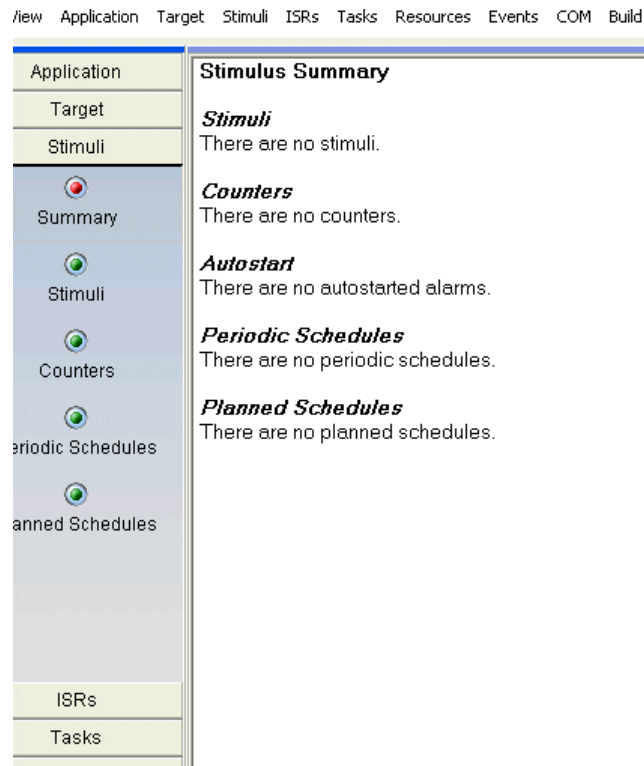 View Application Target Stimuli ISRs Tasks Resources Events COM Build
Application
Target
Stimuli
Summary
Stimuli
Counters
eriodic Schedules
anned Schedules
ISRs
Tasks
Stimulus Summary
Stimuli
There are no stimuli.
Counters
There are no counters.
Autostart
There are no autostarted alarms.
Periodic Schedules
There are no periodic schedules.
Planned Schedules
There are no planned schedules.